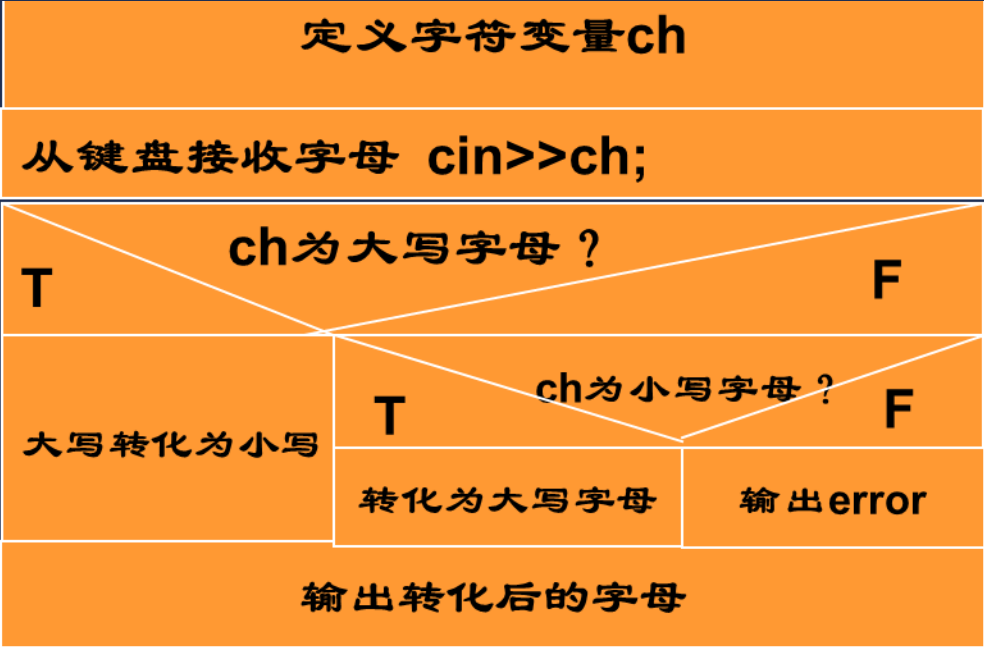 定义字符变量ch
从键盘接收字母 cin>>ch;
ch为大写字母？
T
F
ch为小写字母？
T
F
大写转化为小写
转化为大写字母
输出error
输出转化后的字母